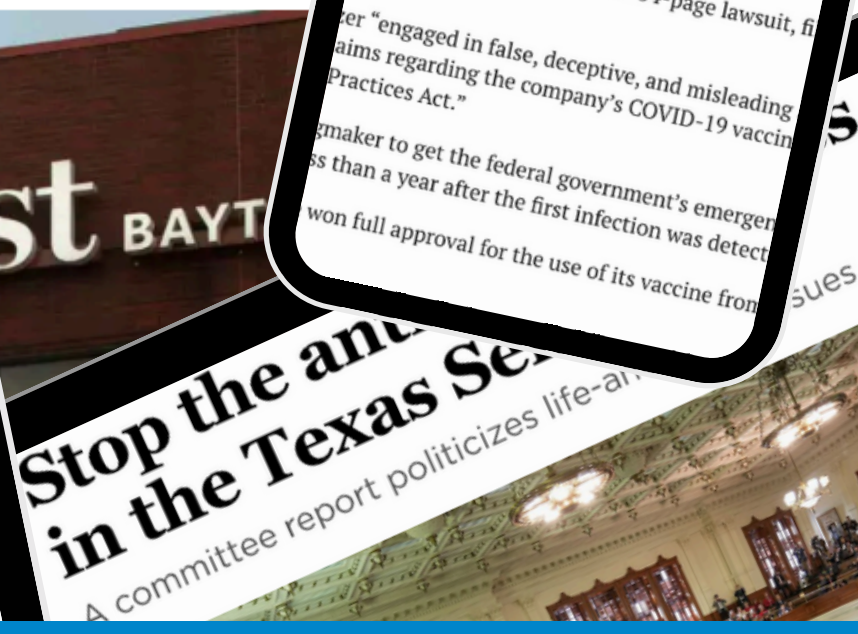 -page lawsuit, fi
zer “engaged in false, deceptive, and misleading
aims regarding the company’s COVID-19 vaccin
Practices Act.”
gmaker to get the federal government’s emergen
ss than a year after the first infection was detect
won full approval for the use of its vaccine from
st BAYT
s
Stop the ant
in the Texas Se
A committee report politicizes life-an
sues